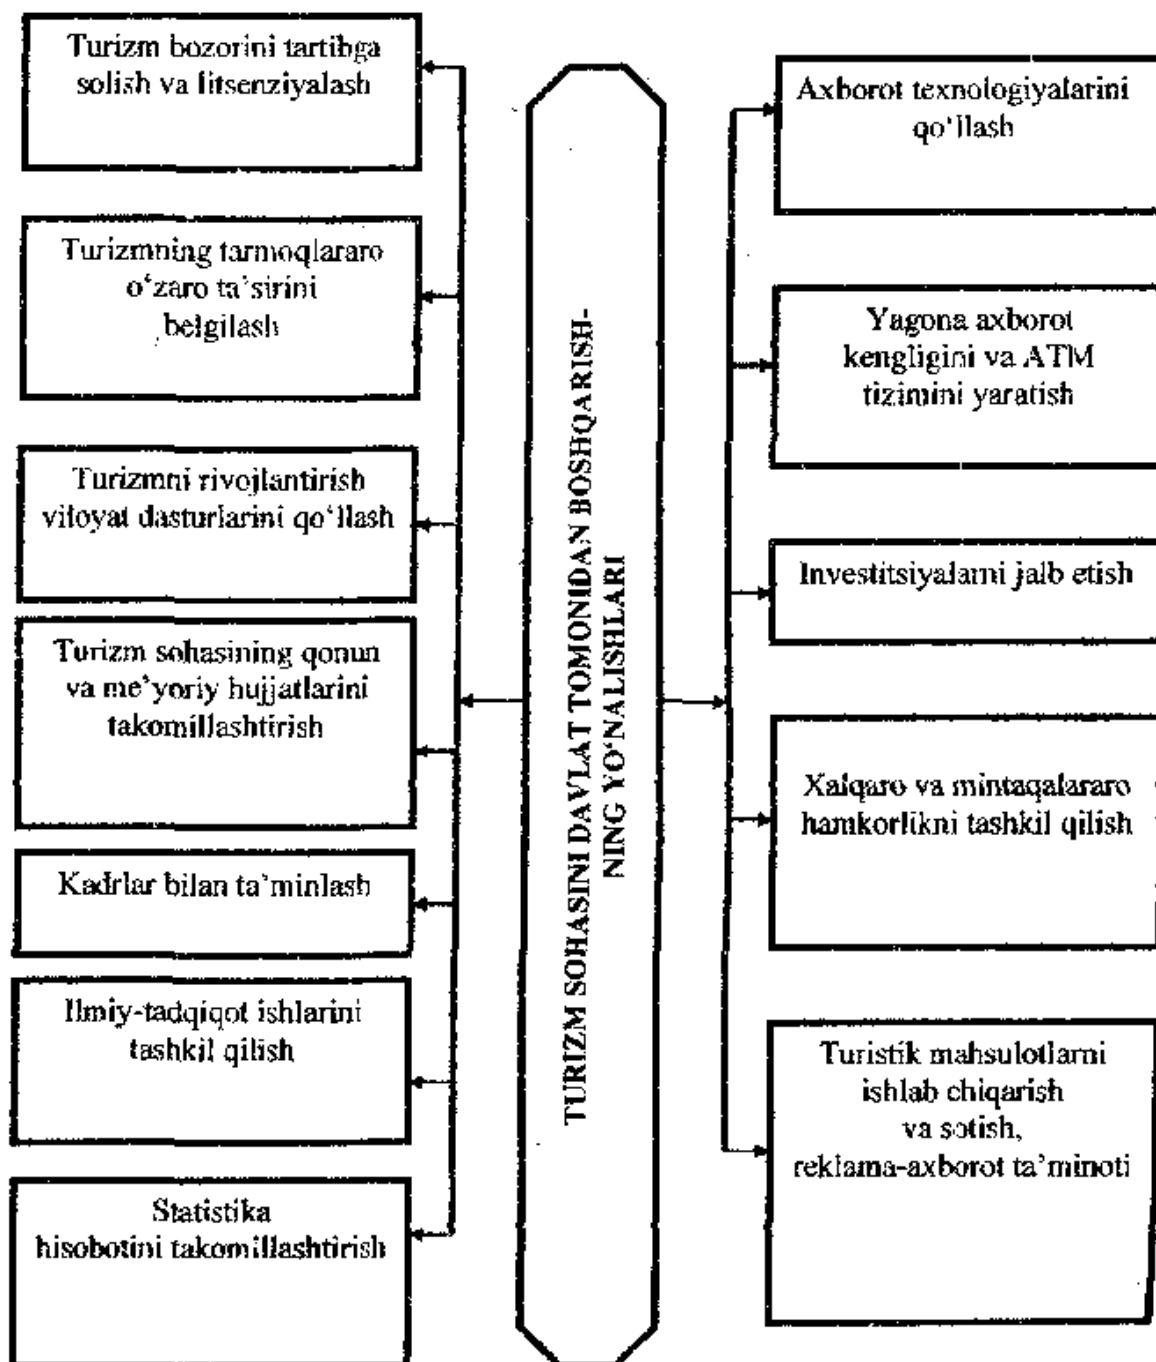 Turizm bozorini tartibga
solish va litsenziyalash
Turizmning tarmoqlararo
o‘zaro ta’sirini
belgilash
Turizmni rivojlantirish
viloyat dasturlarini qo‘llash
Turizm sohasining qonun
va me’yoriy hujjatlarini
takomillashtirish
Kadrlar bilan ta’minlash
Ilmiy-tadqiqot ishlarini
tashkil qilish
Statistika
hisobotini takomillashtirish
TURIZM SOHASINI DAVLAT TOMONIDAN BOSHQARISH-
NING YO‘NALISHLARI
Axborot texnologiyalarini
qo‘llash
Yagona axborot
kengligini va ATM
tizimini yaratish
Investitsiyalarni jalb etish
Xalqaro va mintaqalararo
hamkorlikni tashkil qilish
Turistik mahsulotlarni
ishlab chiqarish
va sotish,
reklama-axborot ta’minoti